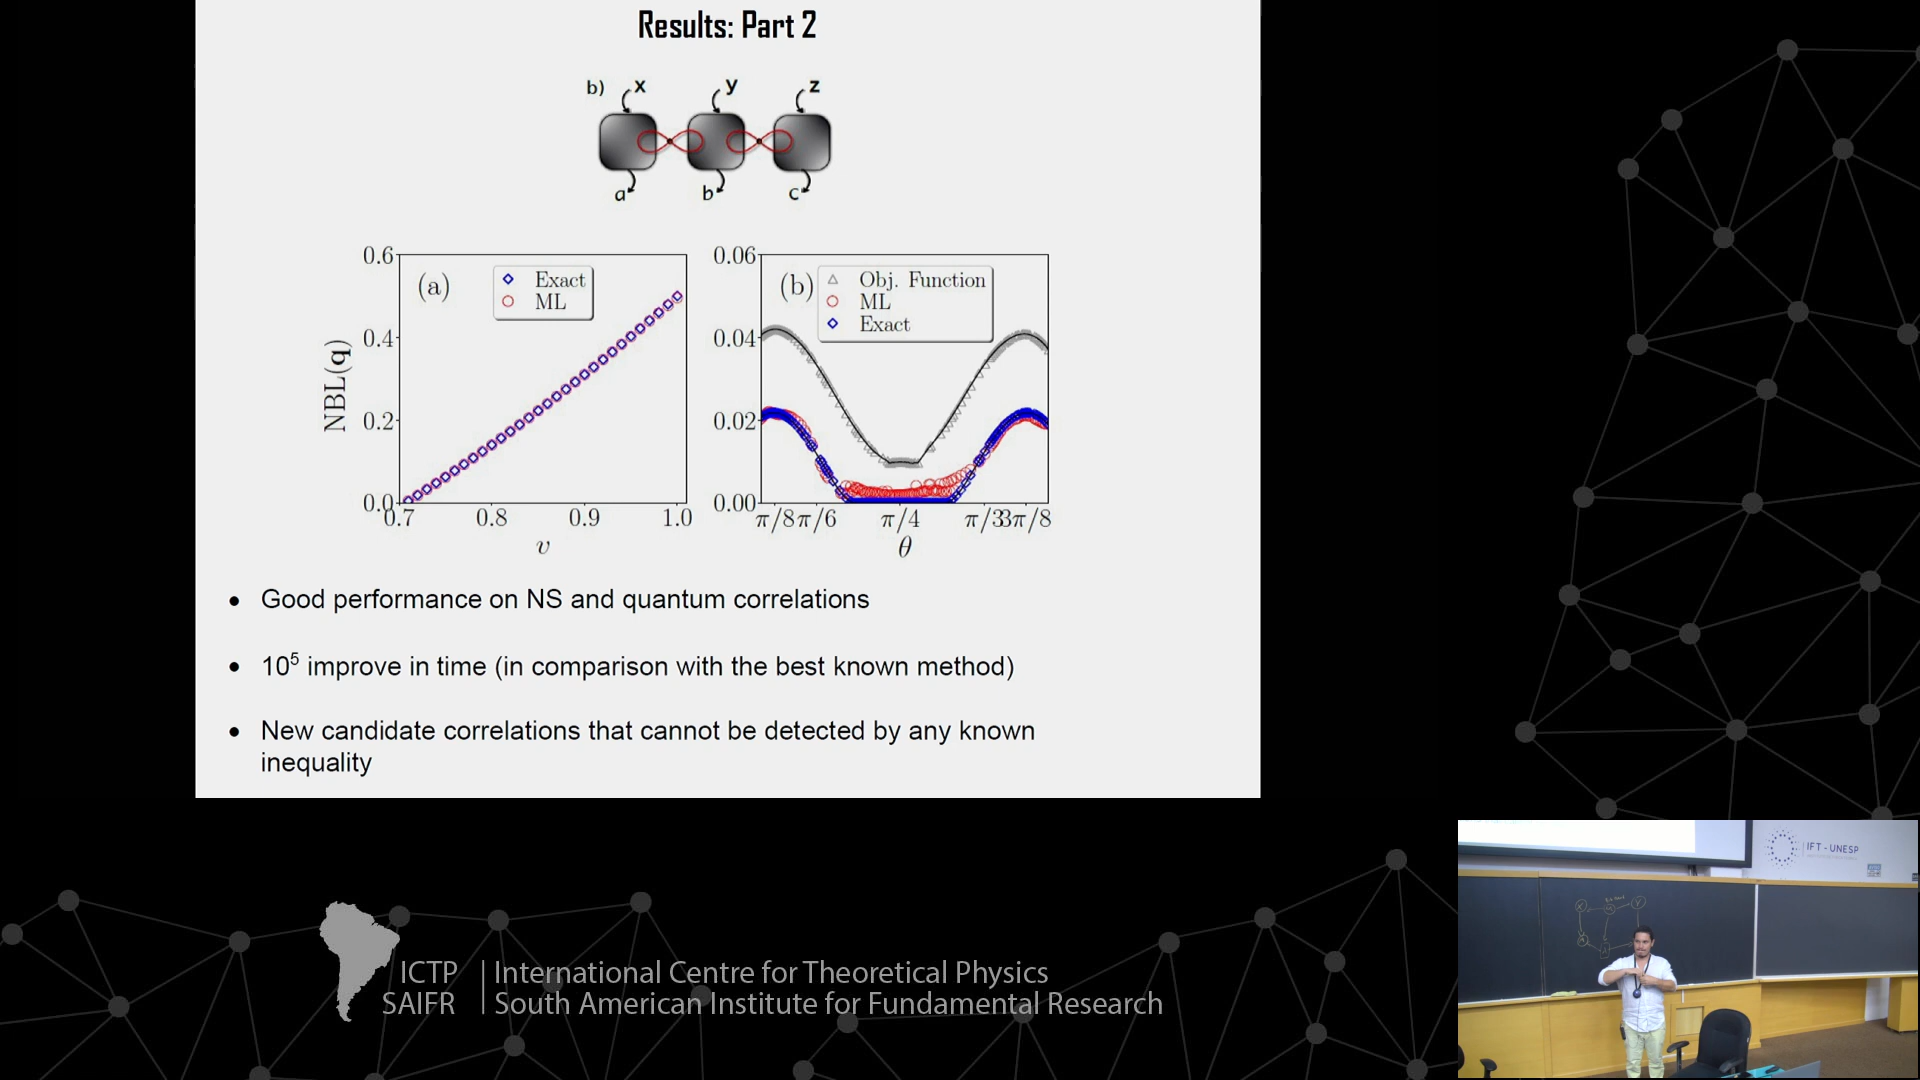 Results: Part 2
b) x y z
a b c
0.6 (a) Exact ML
0.4
0.2
0.0
NBL(q)
0.7 0.8 0.9 1.0
v
0.06 (b) Obj. Function ML Exact
0.04
0.02
0.00
π/8 π/6 π/4 π/3 3π/8
θ
• Good performance on NS and quantum correlations
• 10⁵ improve in time (in comparison with the best known method)
• New candidate correlations that cannot be detected by any known
inequality
IFT - UNESP
ICTP International Centre for Theoretical Physics
SAIFR South American Institute for Fundamental Research